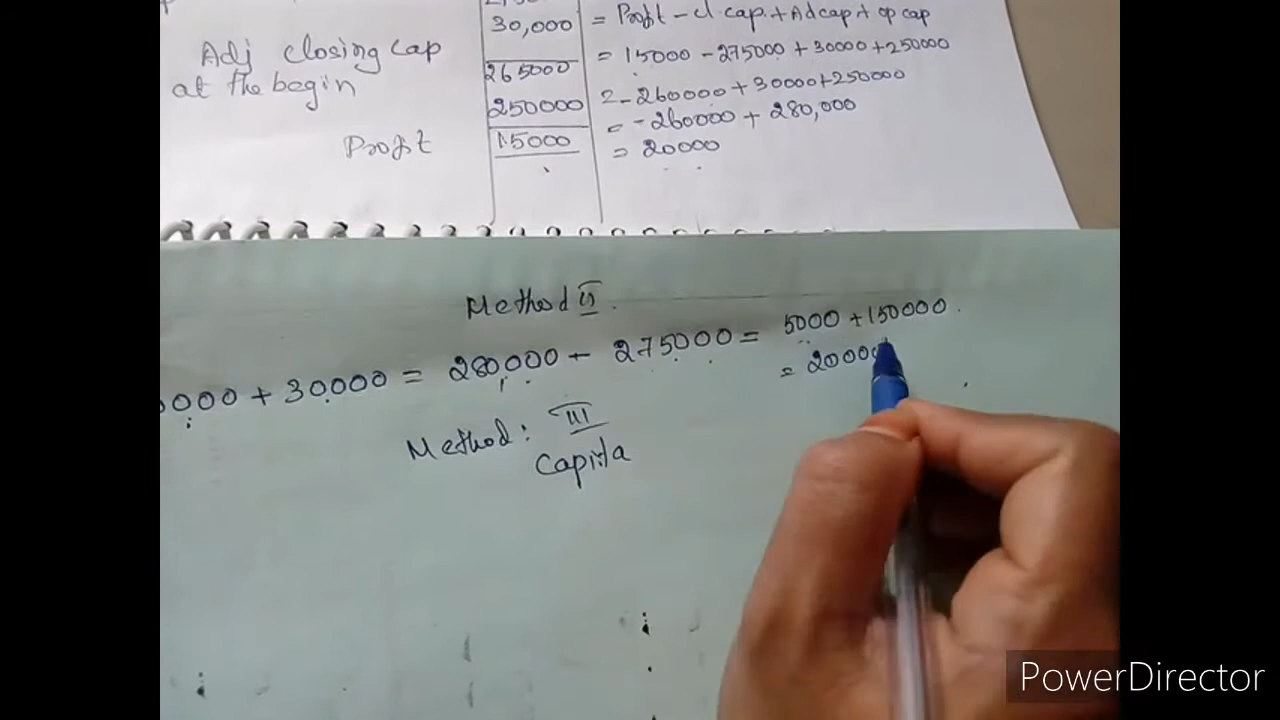 30,000 = Profit - cl. cap. + Ad cap + op cap
Adj closing cap
265000 = 15000 - 275000 + 30000 + 250000
at the begin
250000 2 - 260000 + 30000 + 250000
= - 260000 + 280,000
Profit 15000 = 20000
Method II.
000 + 30000 = 280000 - 275000 = 5000 + 150000.
= 20000
Method: III
Capita
PowerDirector